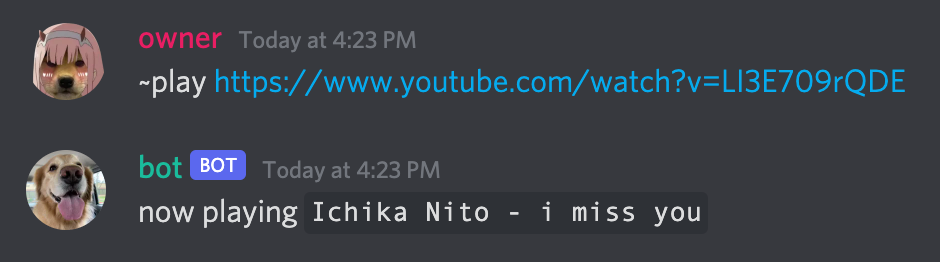 owner Today at 4:23 PM
~play https://www.youtube.com/watch?v=LI3E709rQDE
bot BOT Today at 4:23 PM
now playing Ichika Nito - i miss you